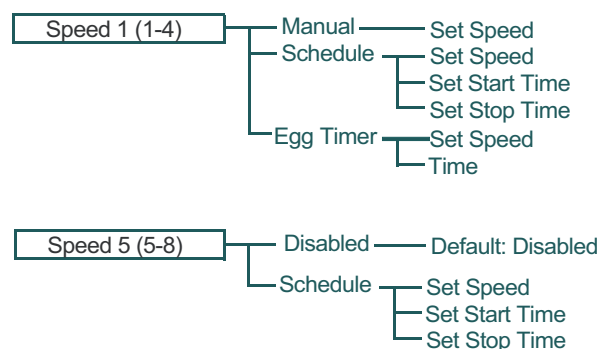 Speed 1 (1-4) Manual Set Speed
Schedule Set Speed
Set Start Time
Set Stop Time
Egg Timer Set Speed
Time
Speed 5 (5-8) Disabled Default: Disabled
Schedule Set Speed
Set Start Time
Set Stop Time